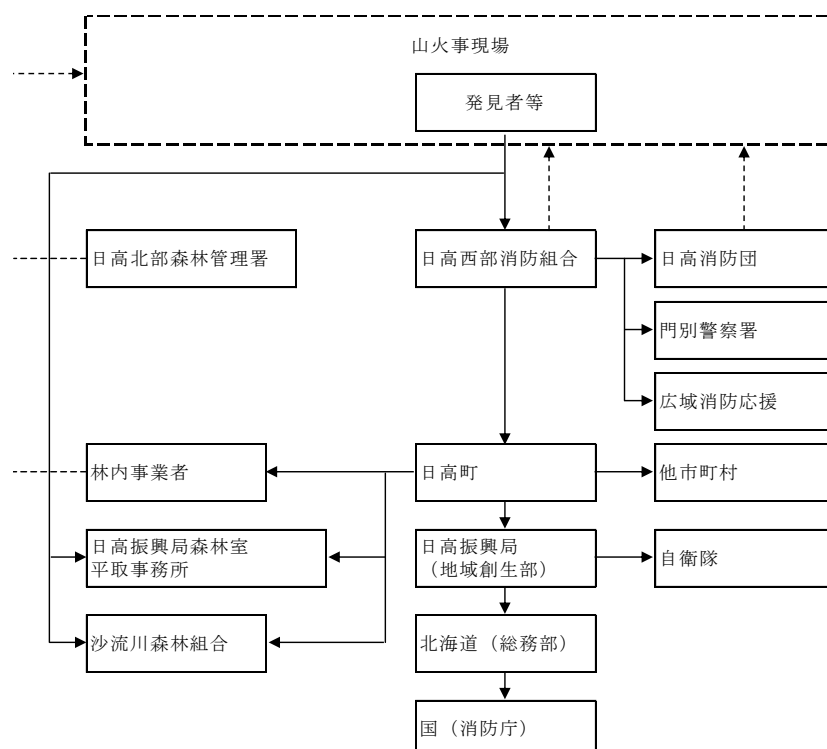 山火事現場
発見者等
日高北部森林管理署
日高西部消防組合
日高消防団
門別警察署
広域消防応援
林内事業者
日高町
他市町村
日高振興局森林室
平取事務所
日高振興局
（地域創生部）
自衛隊
沙流川森林組合
北海道（総務部）
国（消防庁）